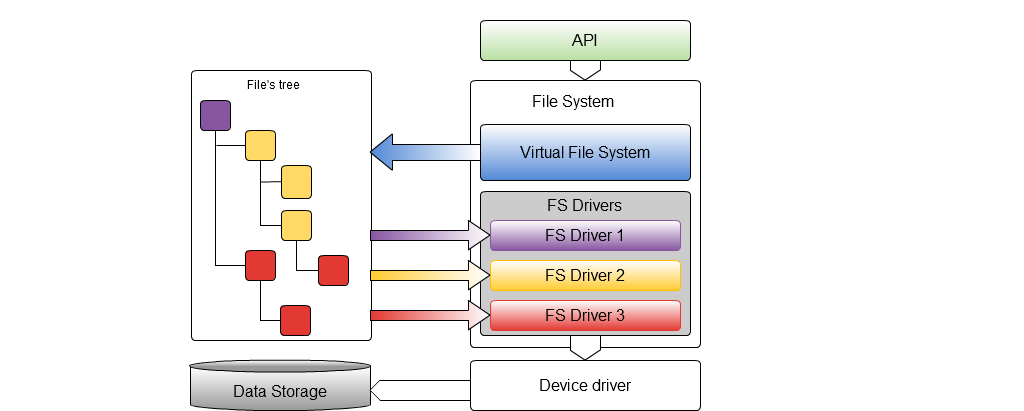 API
File's tree
File System
Virtual File System
FS Drivers
FS Driver 1
FS Driver 2
FS Driver 3
Data Storage
Device driver